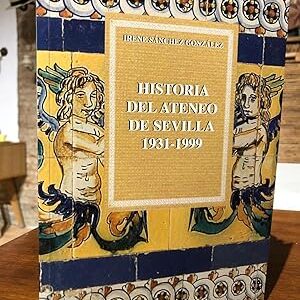 IRENE SÁNCHEZ GONZÁLEZ
HISTORIA
DEL ATENEO
DE SEVILLA
1931-1999